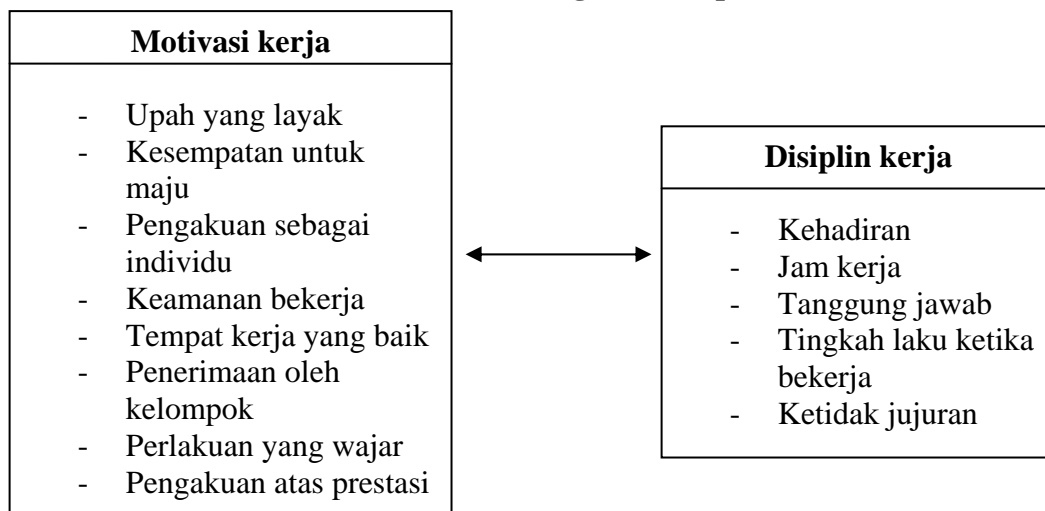 Motivasi kerja
- Upah yang layak
- Kesempatan untuk
maju
- Pengakuan sebagai
individu
- Keamanan bekerja
- Tempat kerja yang baik
- Penerimaan oleh
kelompok
- Perlakuan yang wajar
- Pengakuan atas prestasi
Disiplin kerja
- Kehadiran
- Jam kerja
- Tanggung jawab
- Tingkah laku ketika
bekerja
- Ketidak jujuran